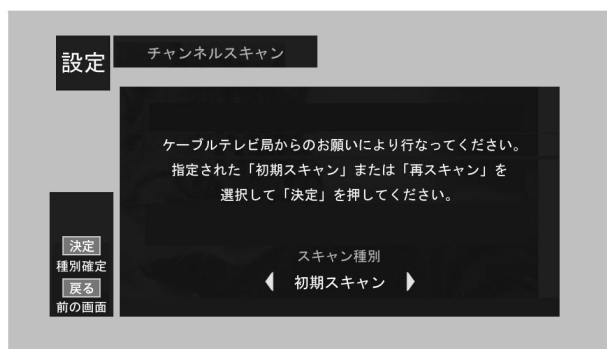 設定
チャンネルスキャン
ケーブルテレビ局からのお願いにより行なってください。
指定された「初期スキャン」または「再スキャン」を
選択して「決定」を押してください。
スキャン種別
初期スキャン
決定
種別確定
戻る
前の画面